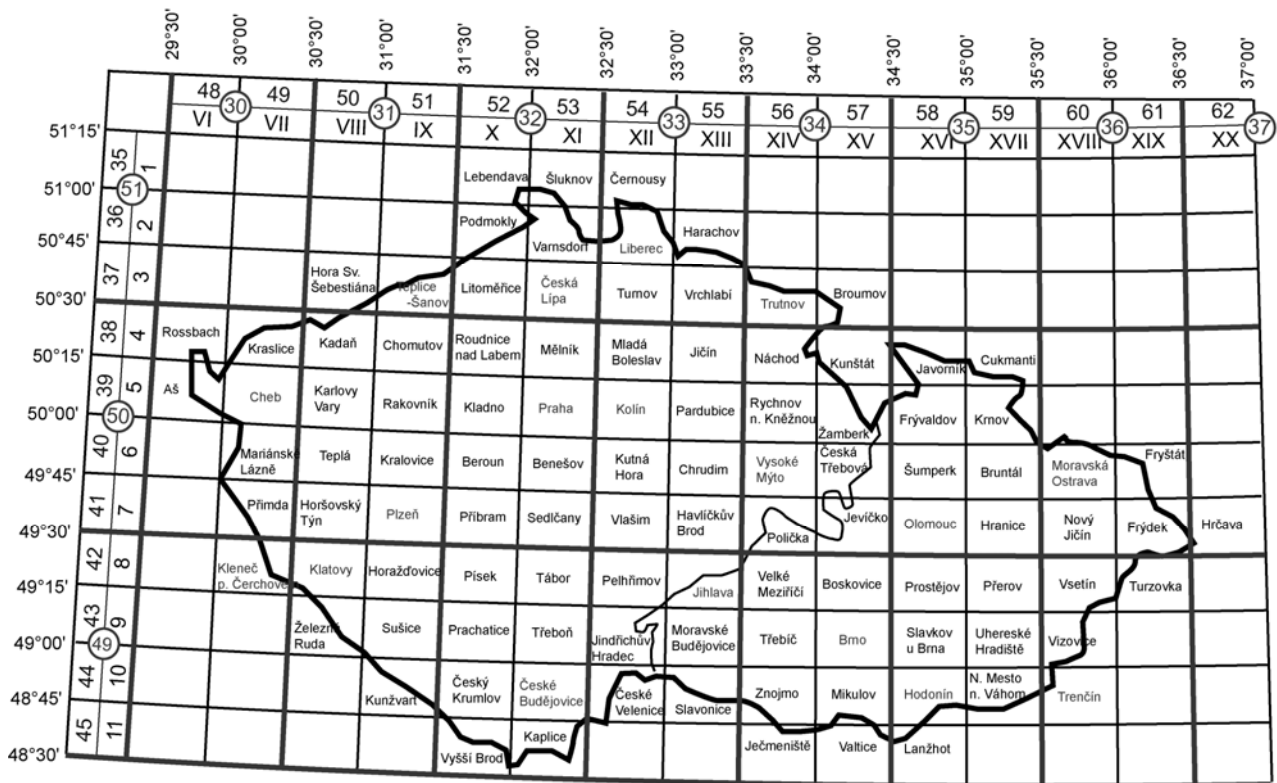 29°30'
30°00'
30°30'
31°00'
31°30'
32°00'
32°30'
33°00'
33°30'
34°00'
34°30'
35°00'
35°30'
36°00'
36°30'
37°00'
48 30 49 50 31 51 52 32 53 54 33 55 56 34 57 58 35 59 60 36 61 62 37
VI VII VIII IX X XI XII XIII XIV XV XVI XVII XVIII XIX XX
51°15'
35 1
Lebendava Šluknov Černousy
51°00'
51
36 2
Podmokly Varnsdorf Liberec Harachov
50°45'
37 3
Hora Sv.
Šebestiána
Teplice
-Šanov
Litoměřice
Česká
Lípa
Turnov Vrchlabí Trutnov Broumov
50°30'
38 4
Rossbach Kraslice Kadaň Chomutov
Roudnice
nad Labem
Mělník
Mladá
Boleslav
Jičín Náchod Kunštát Javorník Cukmanti
50°15'
39 5
Aš Cheb
Karlovy
Vary
Rakovník Kladno Praha Kolín Pardubice
Rychnov
n. Kněžnou
Žamberk
Frývaldov Krnov
50°00'
50
40 6
Mariánské
Lázně
Teplá Kralovice Beroun Benešov
Kutná
Hora
Chrudim
Vysoké
Mýto
Česká
Třebová
Šumperk Bruntál
Moravská
Ostrava
Fryštát
49°45'
41 7
Přimda
Horšovský
Týn
Plzeň Příbram Sedlčany Vlašim
Havlíčkův
Brod
Polička Jevíčko Olomouc Hranice
Nový
Jičín
Frýdek Hrčava
49°30'
42 8
Kleneč
p. Čerchove
Klatovy Horažďovice Písek Tábor Pelhřimov Jihlava
Velké
Meziříčí
Boskovice Prostějov Přerov Vsetín Turzovka
49°15'
43 9
Železná
Ruda
Sušice Prachatice Třeboň
Jindřichův
Hradec
Moravské
Budějovice
Třebíč Brno
Slavkov
u Brna
Uhereské
Hradiště
Vizovice
49°00'
49
44 10
Kunžvart
Český
Krumlov
České
Budějovice
České
Velenice
Slavonice Znojmo Mikulov Hodonín
N. Mesto
n. Váhom
Trenčín
48°45'
45 11
Vyšší Brod Kaplice Ječmeniště Valtice Lanžhot
48°30'